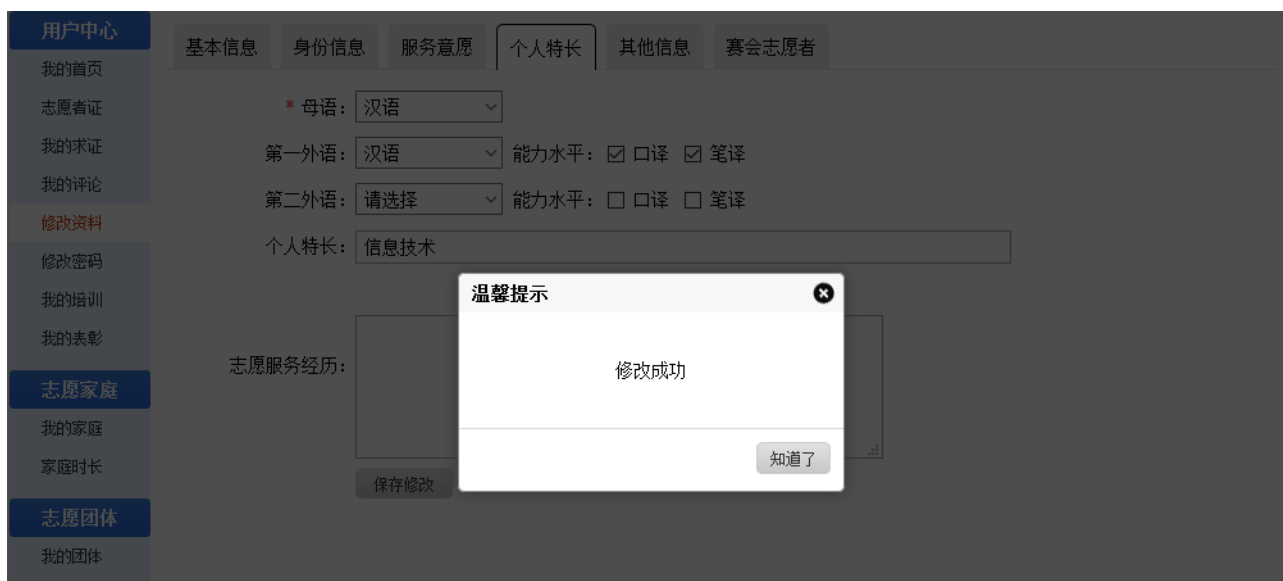 用户中心
我的首页
志愿者证
我的求证
我的评论
修改资料
修改密码
我的培训
我的表彰
志愿家庭
我的家庭
家庭时长
志愿团体
我的团体
基本信息 身份信息 服务意愿 个人特长 其他信息 赛会志愿者
* 母语: 汉语
第一外语: 汉语 能力水平: 口译 笔译
第二外语: 请选择 能力水平: 口译 笔译
个人特长: 信息技术
志愿服务经历:
保存修改
温馨提示
修改成功
知道了